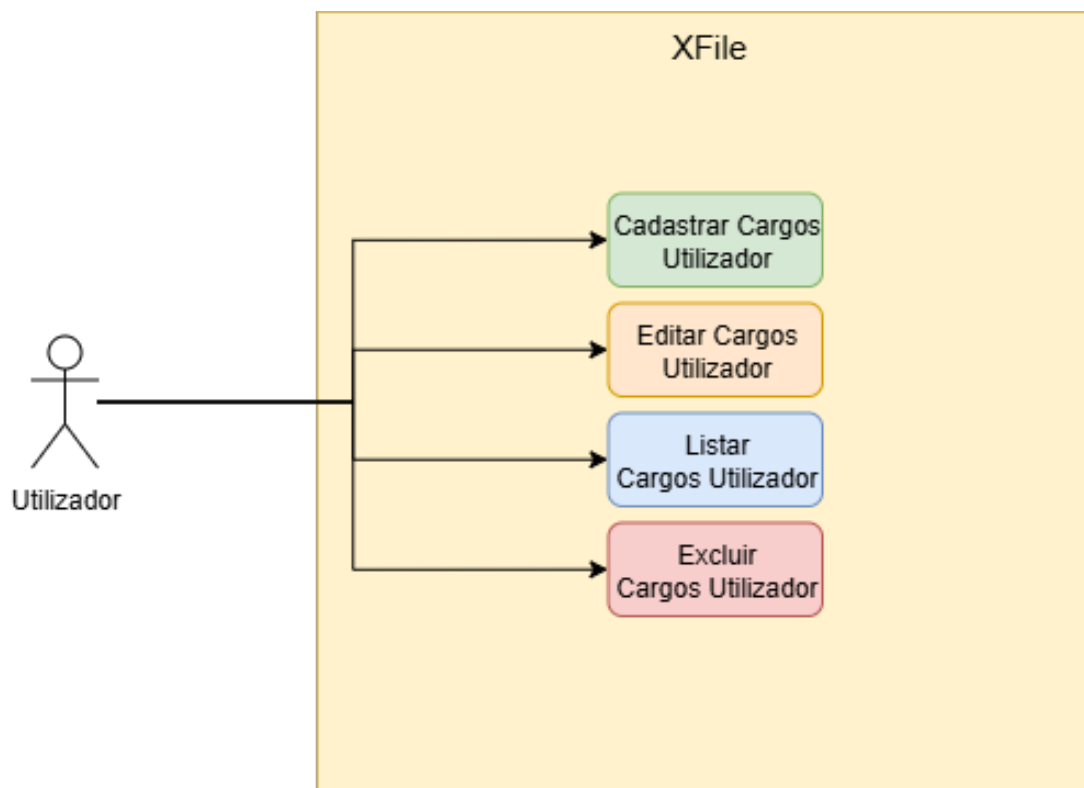 XFile
Cadastrar Cargos
Utilizador
Editar Cargos
Utilizador
Listar
Cargos Utilizador
Excluir
Cargos Utilizador
Utilizador